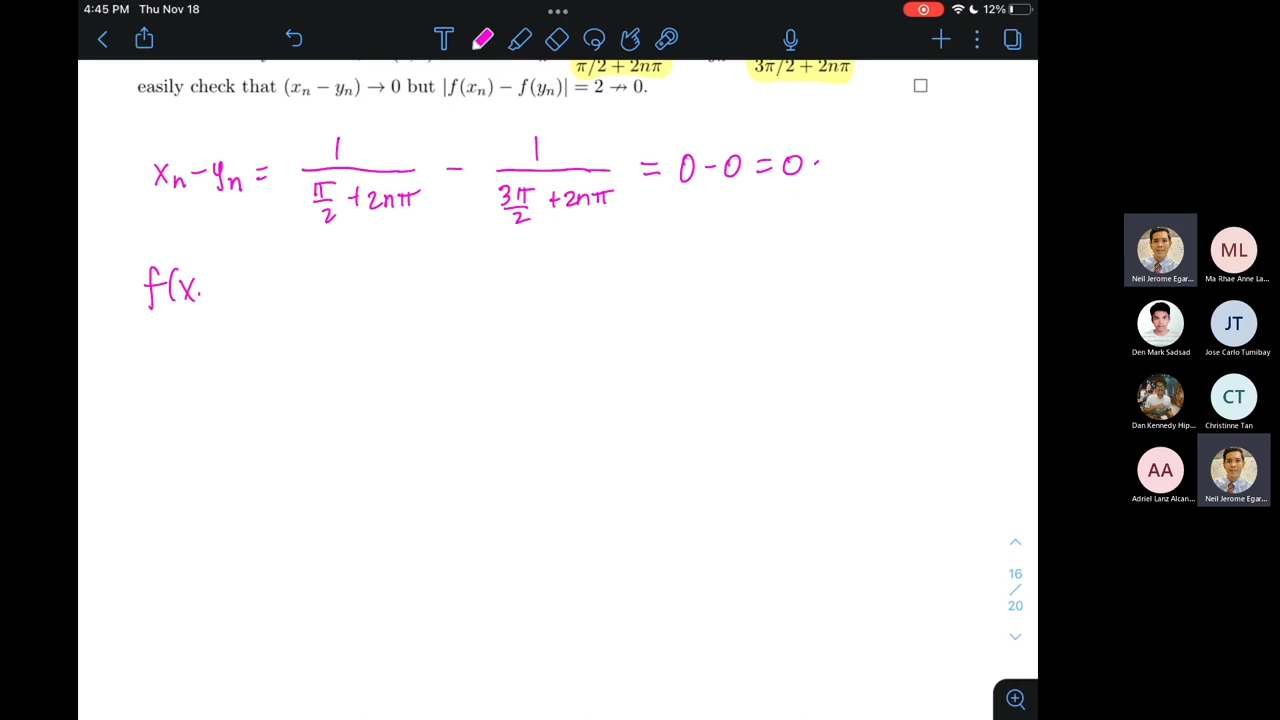 4:45 PM Thu Nov 18
12%
π/2 + 2nπ
3π/2 + 2nπ
easily check that (xₙ − yₙ) → 0 but |f(xₙ) − f(yₙ)| = 2 ↛ 0. □
xₙ − yₙ = 1/(π/2 + 2nπ) − 1/(3π/2 + 2nπ) = 0 − 0 = 0 .
f(x.
16
/
20
Neil Jerome Egar...
ML
Ma Rhae Anne La...
Den Mark Sadsad
JT
Jose Carlo Tumibay
Dan Kennedy Hip...
CT
Christinne Tan
AA
Adriel Lanz Alcan...
Neil Jerome Egar...